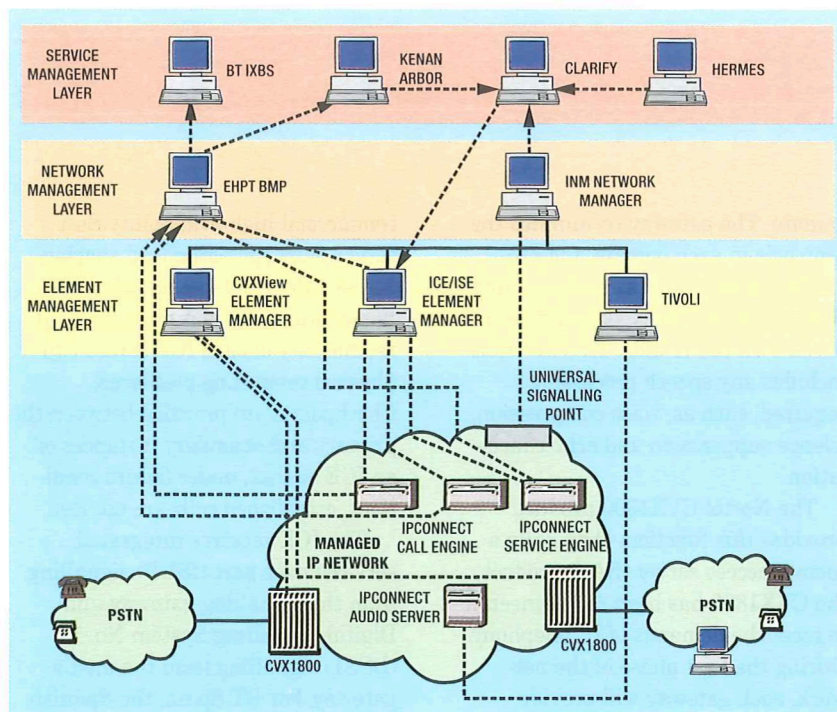 SERVICE
MANAGEMENT
LAYER
BT IXBS
KENAN
ARBOR
CLARIFY
HERMES
NETWORK
MANAGEMENT
LAYER
EHPT BMP
INM NETWORK
MANAGER
ELEMENT
MANAGEMENT
LAYER
CVXView
ELEMENT
MANAGER
ICE/ISE
ELEMENT
MANAGER
TIVOLI
UNIVERSAL
SIGNALLING
POINT
IPCONNECT
CALL ENGINE
IPCONNECT
SERVICE ENGINE
MANAGED
IP NETWORK
PSTN
IPCONNECT
AUDIO SERVER
PSTN
CVX1800
CVX1800